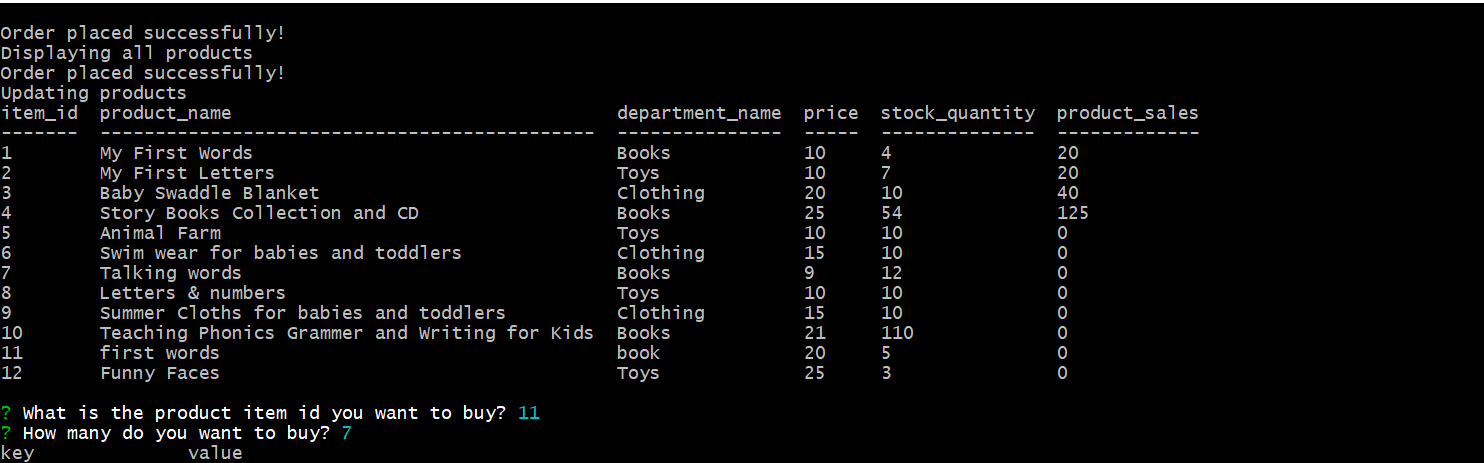 Order placed successfully!
Displaying all products
Order placed successfully!
Updating products
item_id  product_name                                   department_name  price  stock_quantity  product_sales
-------  ---------------------------------------------  ---------------  -----  --------------  -------------
1        My First Words                                 Books            10     4               20
2        My First Letters                               Toys             10     7               20
3        Baby Swaddle Blanket                           Clothing         20     10              40
4        Story Books Collection and CD                  Books            25     54              125
5        Animal Farm                                    Toys             10     10              0
6        Swim wear for babies and toddlers              Clothing         15     10              0
7        Talking words                                  Books            9      12              0
8        Letters & numbers                              Toys             10     10              0
9        Summer Cloths for babies and toddlers          Clothing         15     10              0
10       Teaching Phonics Grammer and Writing for Kids  Books            21     110             0
11       first words                                    book             20     5               0
12       Funny Faces                                    Toys             25     3               0
? What is the product item id you want to buy? 11
? How many do you want to buy? 7
key              value